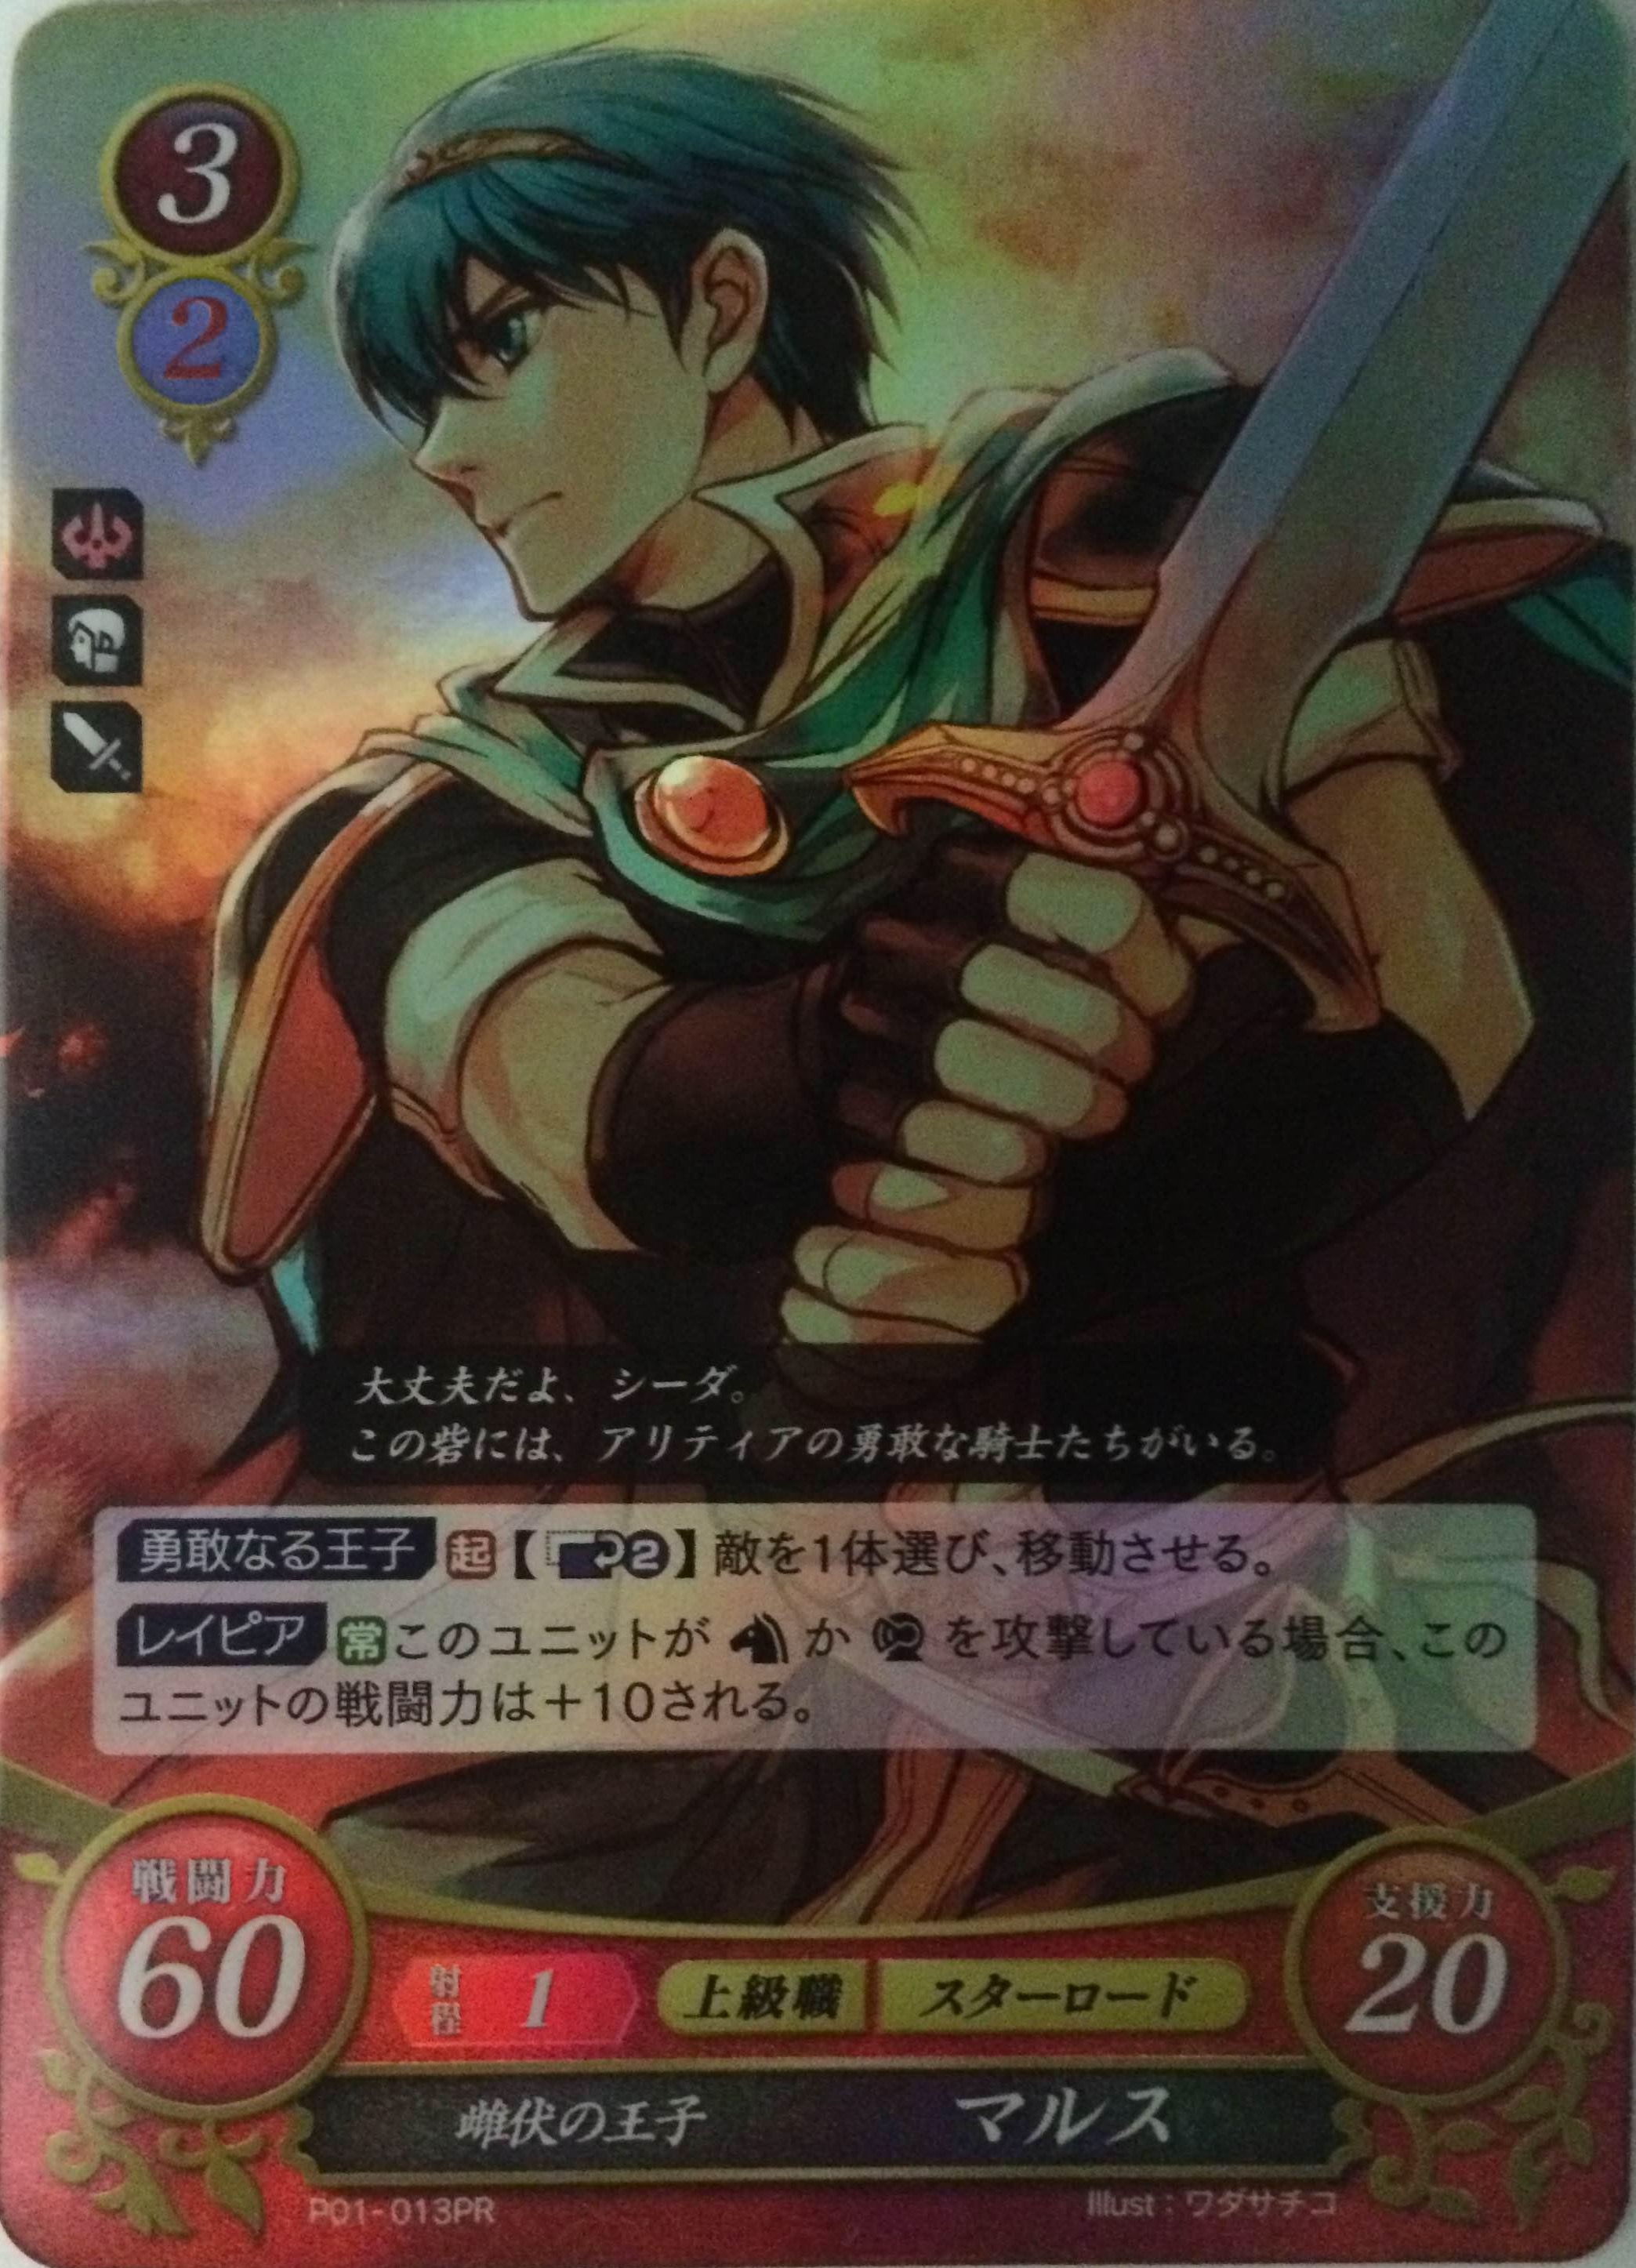 3
2
大丈夫だよ、シーダ。
この砦には、アリティアの勇敢な騎士たちがいる。
勇敢なる王子 起【2】敵を1体選び、移動させる。
レイピア 常 このユニットが か を攻撃している場合、この
ユニットの戦闘力は+10される。
戦闘力
60
射程 1
上級職 スターロード
支援力
20
雌伏の王子 マルス
P01-013PR
Illust:ワダサチコ